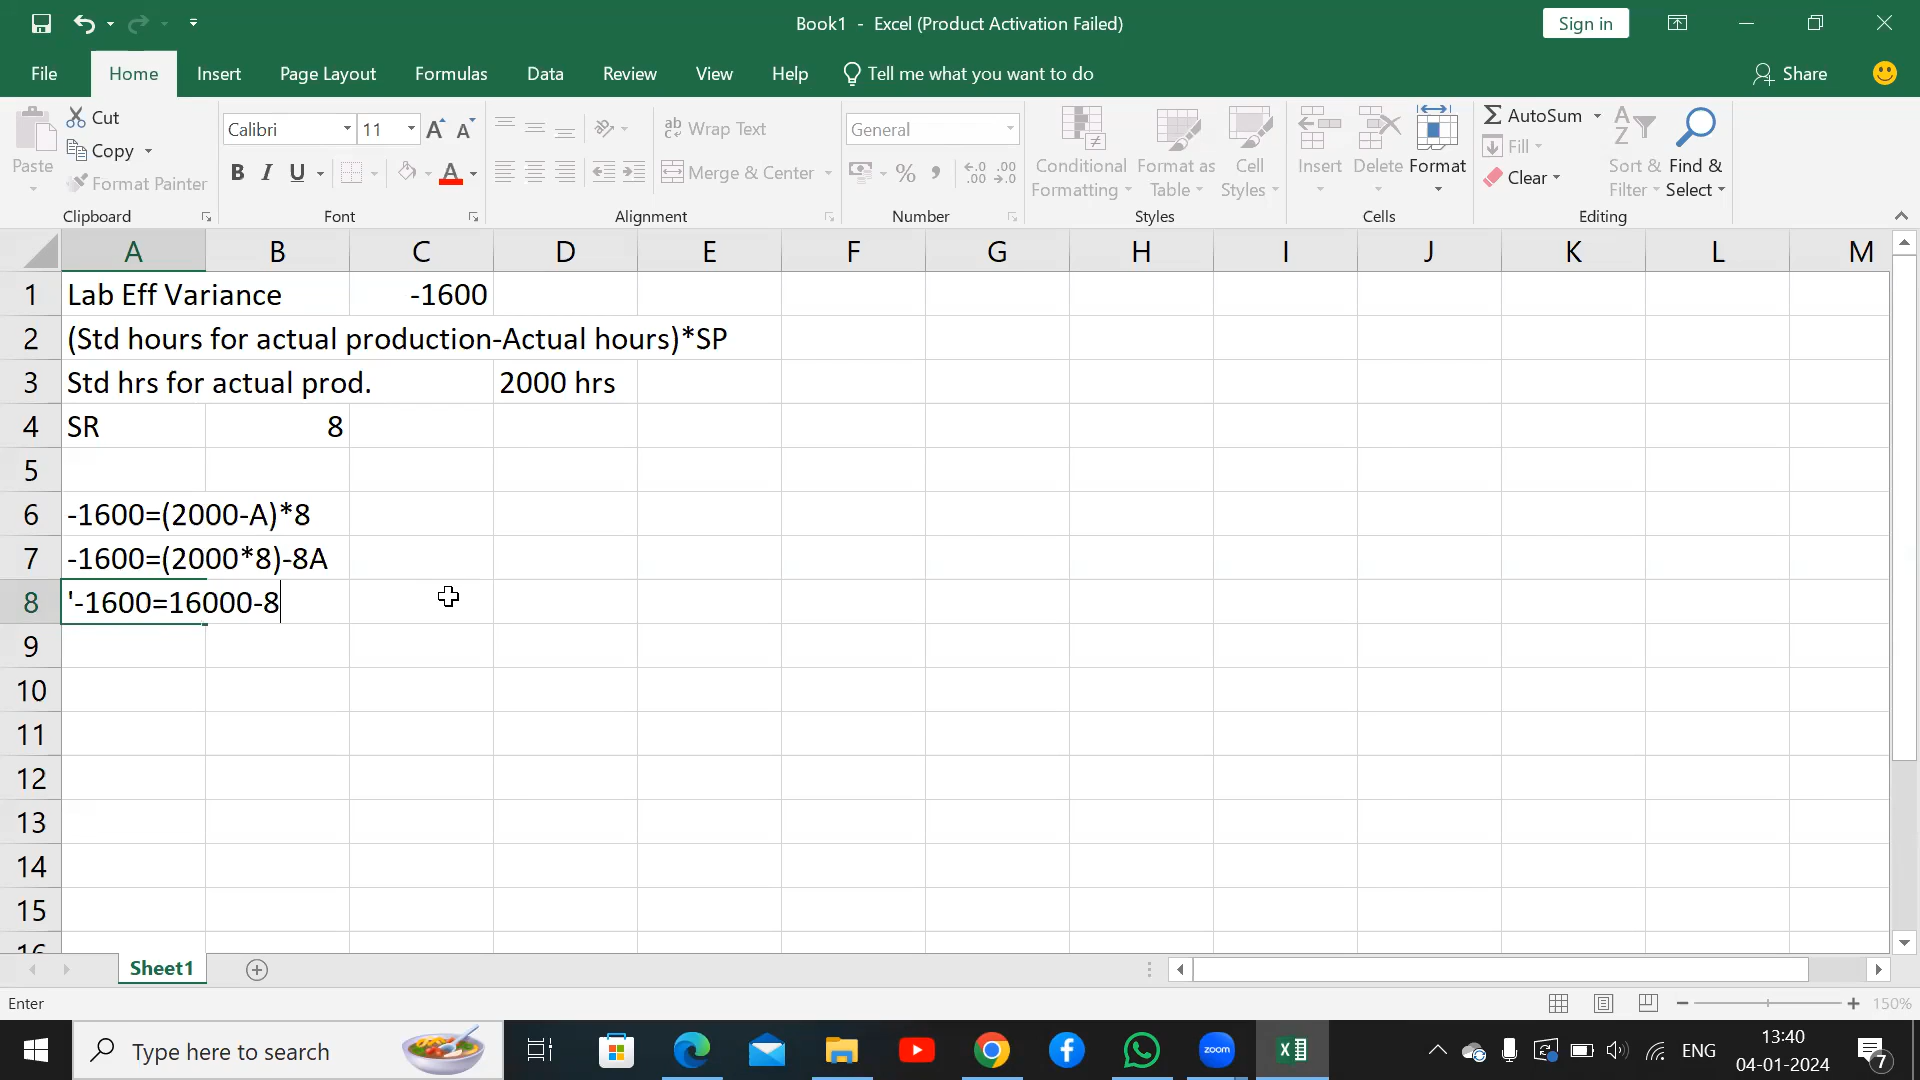 Book1 - Excel (Product Activation Failed)
Sign in
File Home Insert Page Layout Formulas Data Review View Help Tell me what you want to do Share
Paste
Cut
Copy
Format Painter
Clipboard
Calibri 11
B I U
Font
Wrap Text
Merge & Center
Alignment
General
Number
Conditional Formatting
Format as Table
Cell Styles
Styles
Insert Delete Format
Cells
AutoSum
Fill
Clear
Sort & Filter
Find & Select
Editing
A B C D E F G H I J K L M
1 Lab Eff Variance -1600
2 (Std hours for actual production-Actual hours)*SP
3 Std hrs for actual prod. 2000 hrs
4 SR 8
5
6 -1600=(2000-A)*8
7 -1600=(2000*8)-8A
8 '-1600=16000-8
9
10
11
12
13
14
15
16
Sheet1
Enter 150%
Type here to search
zoom
ENG
13:40
04-01-2024
7